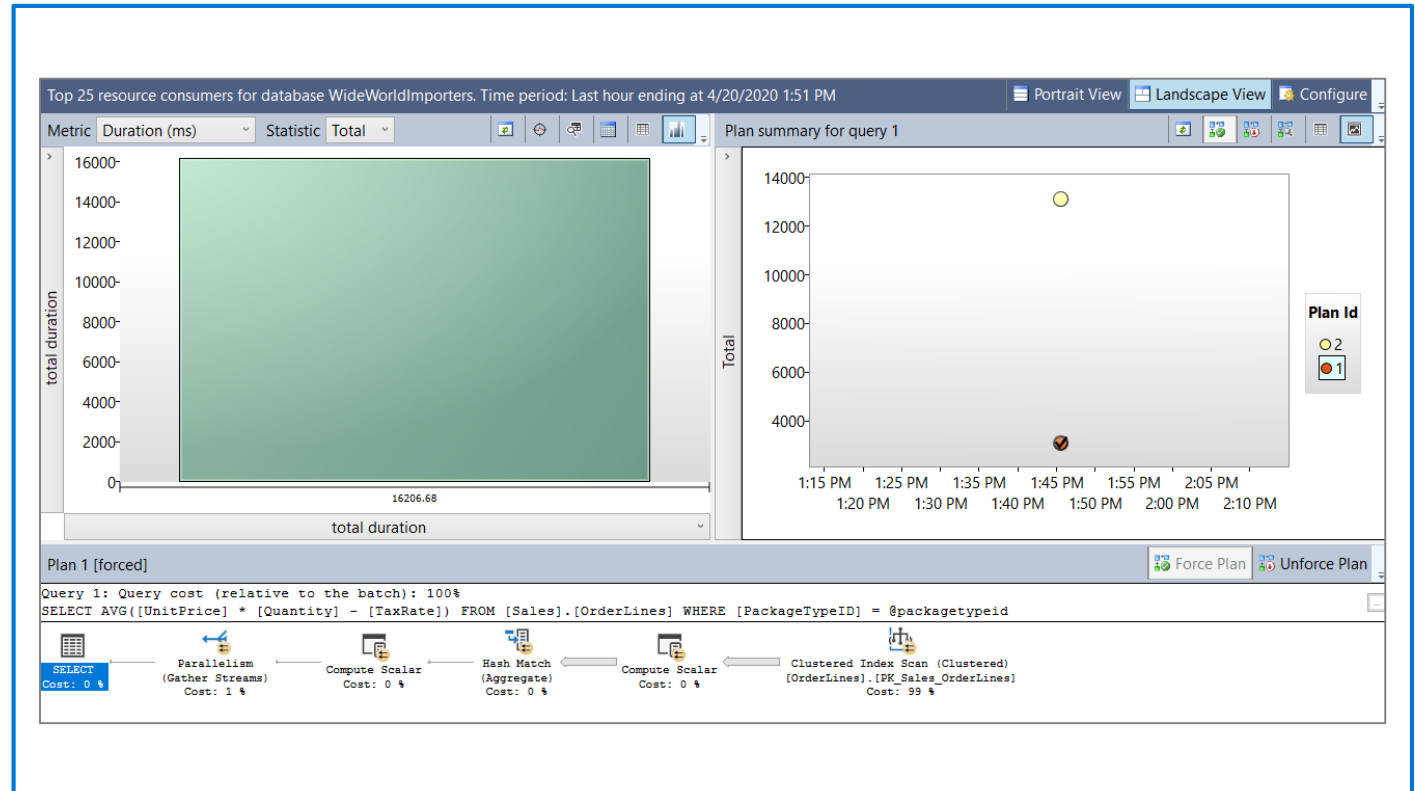 Top 25 resource consumers for database WideWorldImporters. Time period: Last hour ending at 4/20/2020 1:51 PM
Portrait View
Landscape View
Configure
Metric Duration (ms) Statistic Total
Plan summary for query 1
total duration
16000
14000
12000
10000
8000
6000
4000
2000
0
16206.68
total duration
Total
14000
12000
10000
8000
6000
4000
1:15 PM 1:25 PM 1:35 PM 1:45 PM 1:55 PM 2:05 PM
1:20 PM 1:30 PM 1:40 PM 1:50 PM 2:00 PM 2:10 PM
Plan Id
2
1
Plan 1 [forced]
Force Plan
Unforce Plan
Query 1: Query cost (relative to the batch): 100%
SELECT AVG([UnitPrice] * [Quantity] - [TaxRate]) FROM [Sales].[OrderLines] WHERE [PackageTypeID] = @packagetypeid
SELECT
Cost: 0 %
Parallelism
(Gather Streams)
Cost: 1 %
Compute Scalar
Cost: 0 %
Hash Match
(Aggregate)
Cost: 0 %
Compute Scalar
Cost: 0 %
Clustered Index Scan (Clustered)
[OrderLines].[PK_Sales_OrderLines]
Cost: 99 %